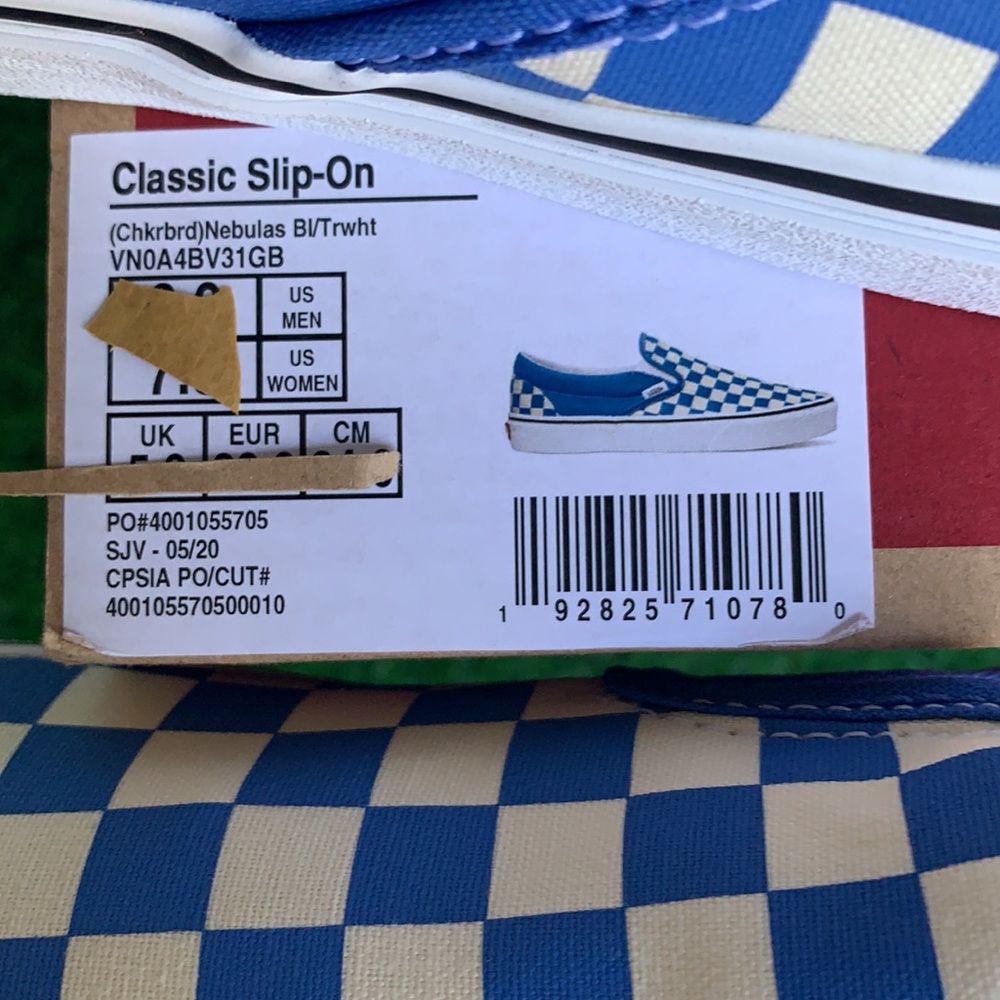 Classic Slip-On
(Chkrbrd)Nebulas Bl/Trwht
VN0A4BV31GB
US
MEN
US
WOMEN
UK EUR CM
PO#4001055705
SJV - 05/20
CPSIA PO/CUT#
400105570500010
1 92825 71078 0